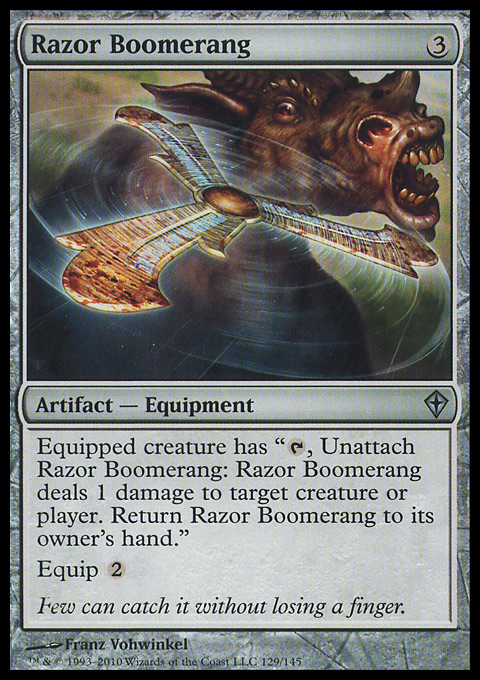 Razor Boomerang 3
Artifact — Equipment
Equipped creature has “, Unattach
Razor Boomerang: Razor Boomerang
deals 1 damage to target creature or
player. Return Razor Boomerang to its
owner's hand.”
Equip 2
Few can catch it without losing a finger.
Franz Vohwinkel
™ & © 1993–2010 Wizards of the Coast LLC 129/145